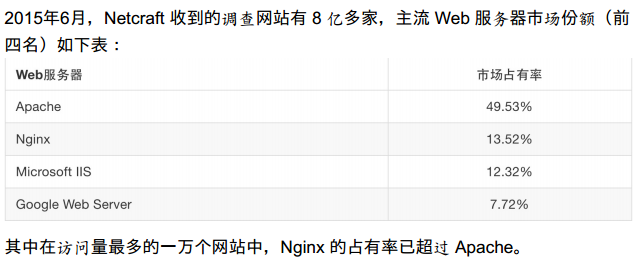 2015年6月，Netcraft 收到的调查网站有 8 亿多家，主流 Web 服务器市场份额（前
四名）如下表：
Web服务器 市场占有率
Apache 49.53%
Nginx 13.52%
Microsoft IIS 12.32%
Google Web Server 7.72%
其中在访问量最多的一万个网站中，Nginx 的占有率已超过 Apache。